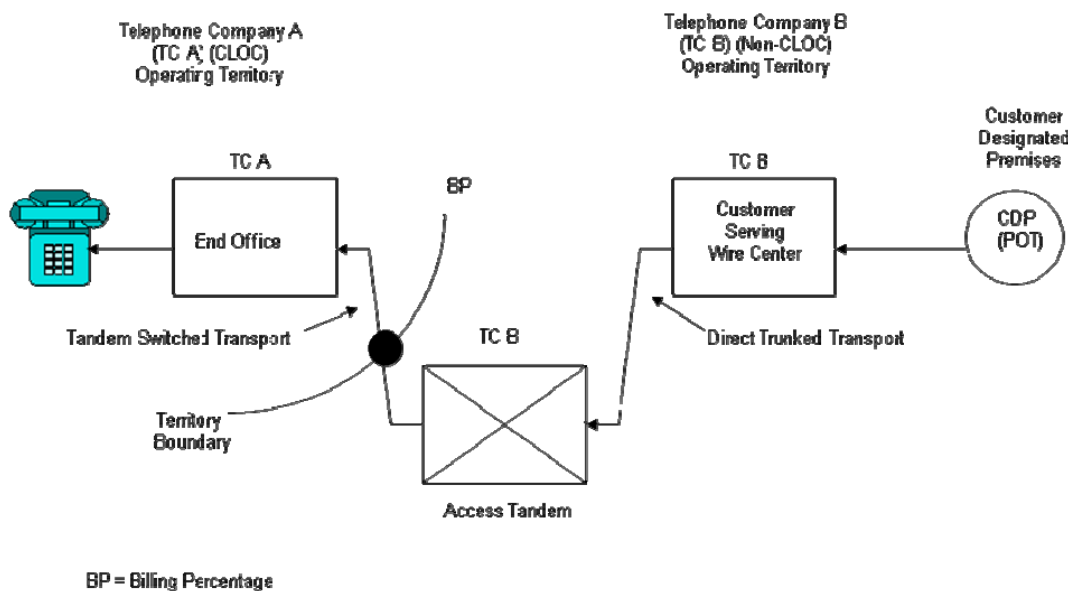 Telephone Company A
(TC A) (CLOC)
Operating Territory
Telephone Company B
(TC B) (Non-CLOC)
Operating Territory
Customer
Designated
Premises
TC A
BP
TC B
End Office
Customer
Serving
Wire Center
CDP
(POT)
Tandem Switched Transport
TC B
Direct Trunked Transport
Territory
Boundary
Access Tandem
BP = Billing Percentage